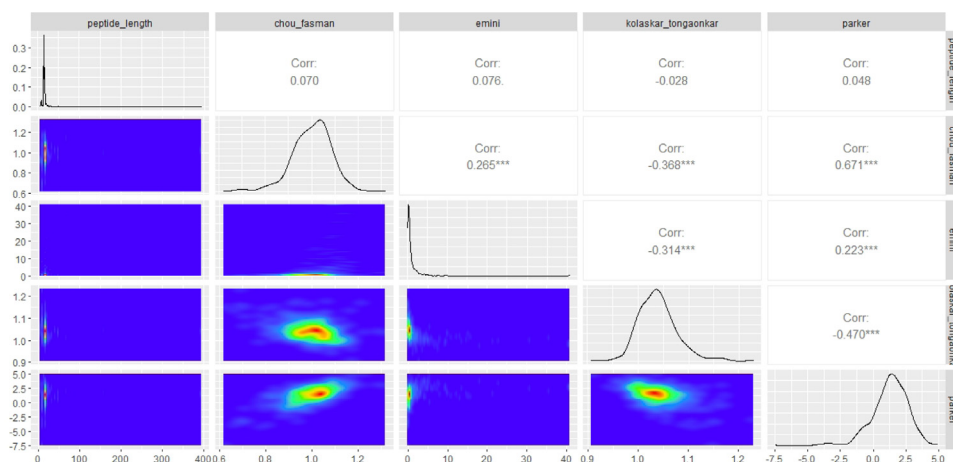 peptide_length chou_fasman emini kolaskar_tongaonkar parker
0.3
0.2
0.1
0.0
Corr:
0.070
Corr:
0.076.
Corr:
-0.028
Corr:
0.048
peptide_length
1.2
1.0
0.8
0.6
Corr:
0.265***
Corr:
-0.368***
Corr:
0.671***
chou_fasman
40
30
20
10
0
Corr:
-0.314***
Corr:
0.223***
emini
1.2
1.1
1.0
0.9
Corr:
-0.470***
5.0
2.5
0.0
-2.5
-5.0
-7.5
parker
0 100 200 300 400 0.6 0.8 1.0 1.2 0 10 20 30 40 0.9 1.0 1.1 1.2 -7.5 -5.0 -2.5 0.0 2.5 5.0